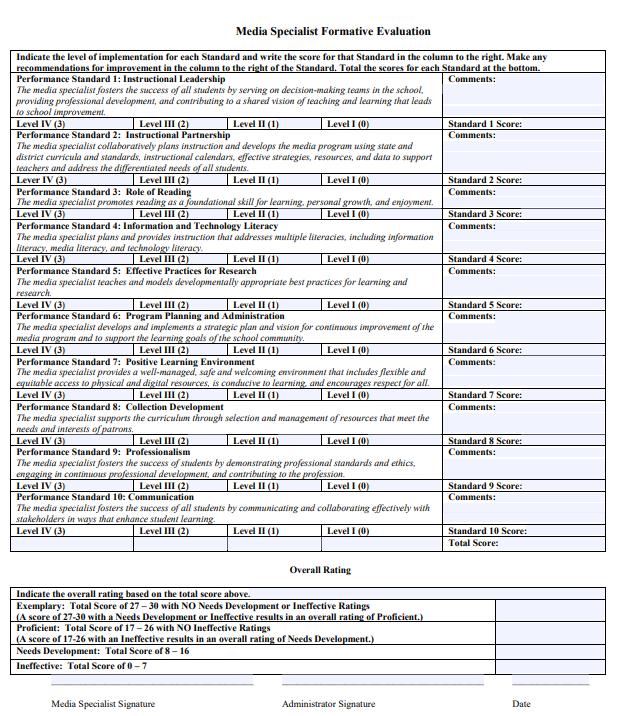 Media Specialist Formative Evaluation
Indicate the level of implementation for each Standard and write the score for that Standard in the column to the right. Make any
recommendations for improvement in the column to the right of the Standard. Total the scores for each Standard at the bottom.
Performance Standard 1: Instructional Leadership Comments:
The media specialist fosters the success of all students by serving on decision-making teams in the school,
providing professional development, and contributing to a shared vision of teaching and learning that leads
to school improvement.
Level IV (3) Level III (2) Level II (1) Level I (0) Standard 1 Score:
Performance Standard 2: Instructional Partnership Comments:
The media specialist collaboratively plans instruction and develops the media program using state and
district curricula and standards, instructional calendars, effective strategies, resources, and data to support
teachers and address the differentiated needs of all students.
Lever IV (3) Level III (2) Level II (1) Level I (0) Standard 2 Score:
Performance Standard 3: Role of Reading Comments:
The media specialist promotes reading as a foundational skill for learning, personal growth, and enjoyment.
Level IV (3) Level III (2) Level II (1) Level I (0) Standard 3 Score:
Performance Standard 4: Information and Technology Literacy Comments:
The media specialist plans and provides instruction that addresses multiple literacies, including information
literacy, media literacy, and technology literacy.
Level IV (3) Level III (2) Level II (1) Level I (0) Standard 4 Score:
Performance Standard 5: Effective Practices for Research Comments:
The media specialist teaches and models developmentally appropriate best practices for learning and
research.
Level IV (3) Level III (2) Level II (1) Level I (0) Standard 5 Score:
Performance Standard 6: Program Planning and Administration Comments:
The media specialist develops and implements a strategic plan and vision for continuous improvement of the
media program and to support the learning goals of the school community.
Level IV (3) Level III (2) Level II (1) Level I (0) Standard 6 Score:
Performance Standard 7: Positive Learning Environment Comments:
The media specialist provides a well-managed, safe and welcoming environment that includes flexible and
equitable access to physical and digital resources, is conducive to learning, and encourages respect for all.
Level IV (3) Level III (2) Level II (1) Level I (0) Standard 7 Score:
Performance Standard 8: Collection Development Comments:
The media specialist supports the curriculum through selection and management of resources that meet the
needs and interests of patrons.
Level IV (3) Level III (2) Level II (1) Level I (0) Standard 8 Score:
Performance Standard 9: Professionalism Comments:
The media specialist fosters the success of students by demonstrating professional standards and ethics,
engaging in continuous professional development, and contributing to the profession.
Level IV (3) Level III (2) Level II (1) Level I (0) Standard 9 Score:
Performance Standard 10: Communication Comments:
The media specialist fosters the success of all students by communicating and collaborating effectively with
stakeholders in ways that enhance student learning.
Level IV (3) Level III (2) Level II (1) Level I (0) Standard 10 Score:
Total Score:
Overall Rating
Indicate the overall rating based on the total score above.
Exemplary: Total Score of 27 – 30 with NO Needs Development or Ineffective Ratings
(A score of 27-30 with a Needs Development or Ineffective results in an overall rating of Proficient.)
Proficient: Total Score of 17 – 26 with NO Ineffective Ratings
(A score of 17-26 with an Ineffective results in an overall rating of Needs Development.)
Needs Development: Total Score of 8 – 16
Ineffective: Total Score of 0 – 7
Media Specialist Signature Administrator Signature Date